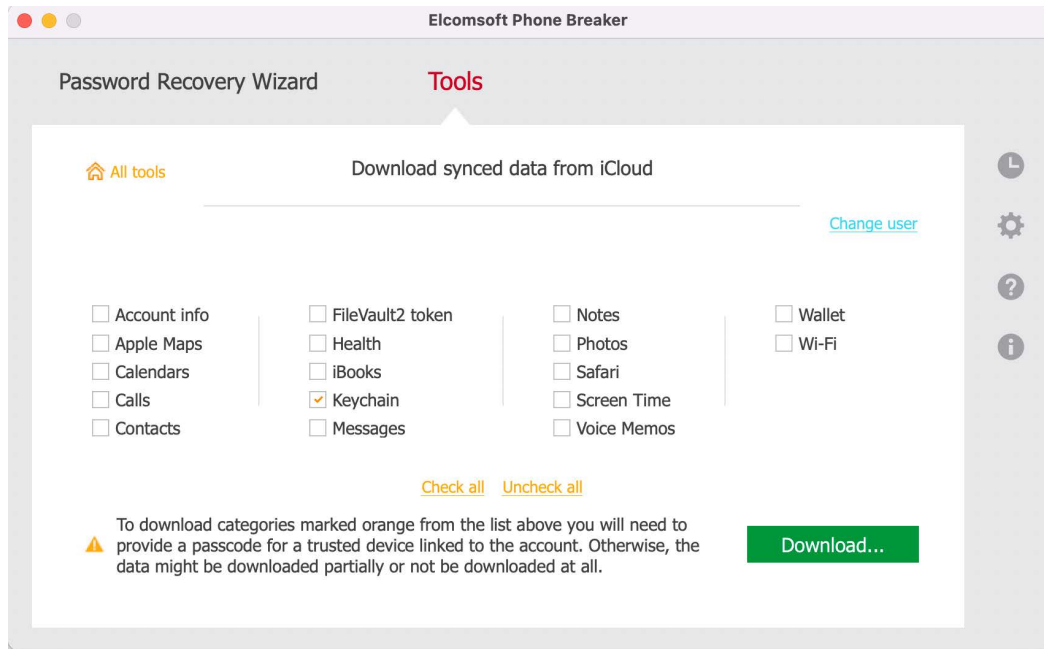 Elcomsoft Phone Breaker
Password Recovery Wizard
Tools
All tools
Download synced data from iCloud
Change user
Account info
Apple Maps
Calendars
Calls
Contacts
FileVault2 token
Health
iBooks
Keychain
Messages
Notes
Photos
Safari
Screen Time
Voice Memos
Wallet
Wi-Fi
Check all
Uncheck all
To download categories marked orange from the list above you will need to
provide a passcode for a trusted device linked to the account. Otherwise, the
data might be downloaded partially or not be downloaded at all.
Download...